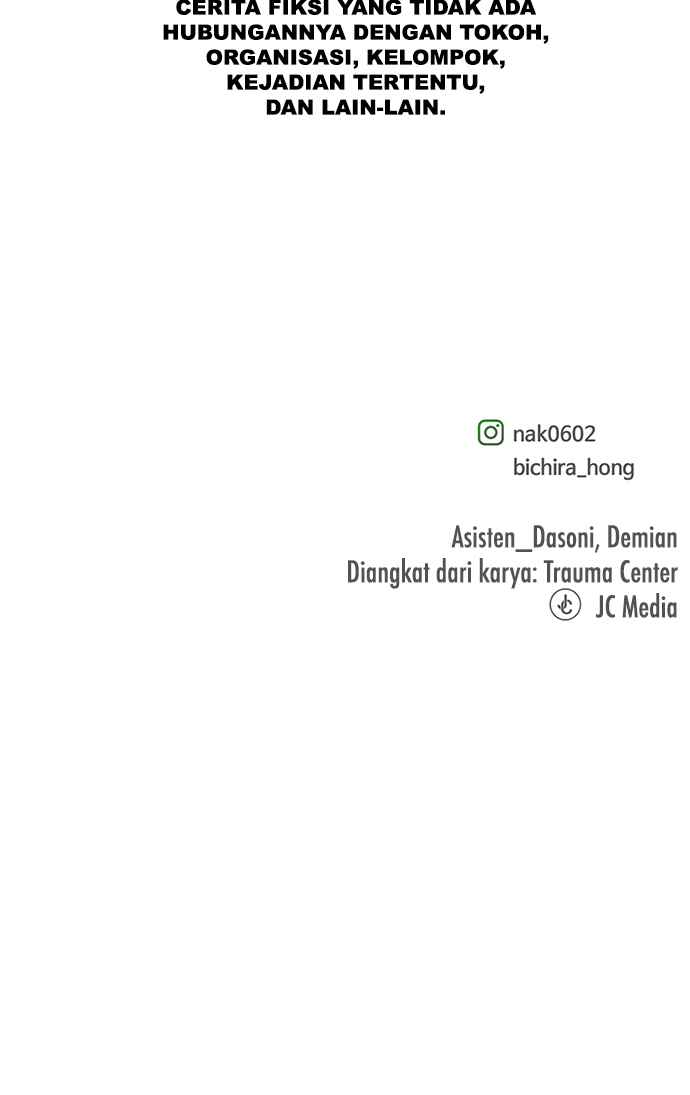 CERITA FIKSI YANG TIDAK ADA
HUBUNGANNYA DENGAN TOKOH,
ORGANISASI, KELOMPOK,
KEJADIAN TERTENTU,
DAN LAIN-LAIN.
nak0602
bichira_hong
Asisten_Dasoni, Demian
Diangkat dari karya: Trauma Center
JC JC Media